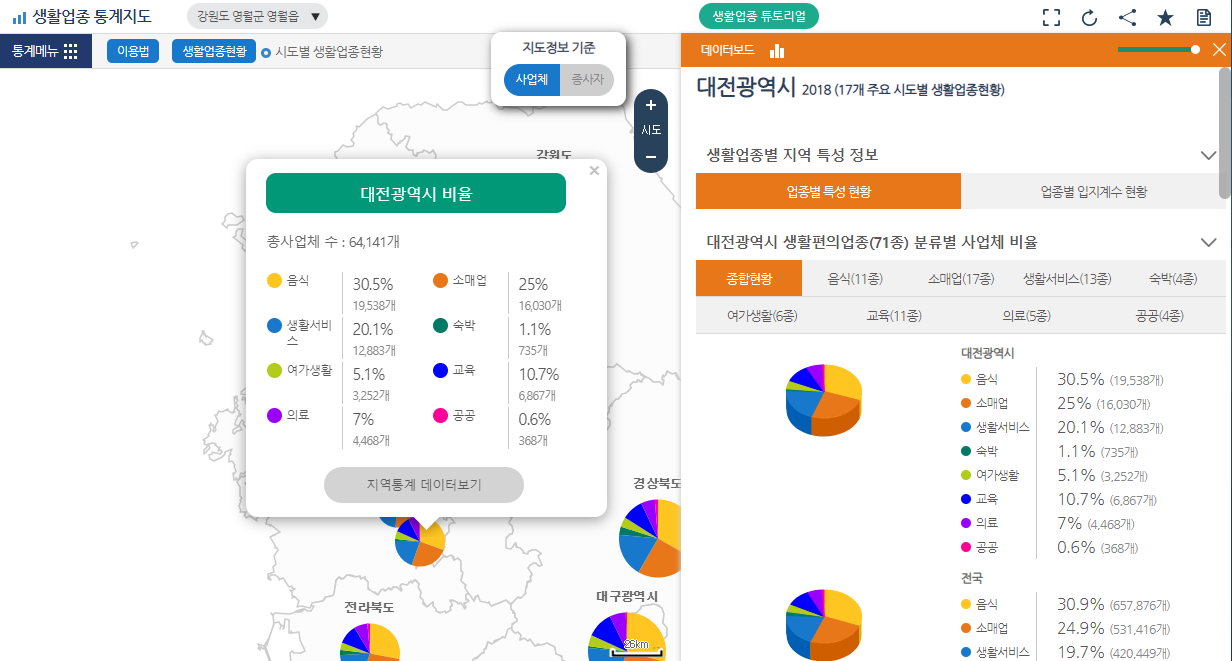 생활업종 통계지도
강원도 영월군 영월읍 ▼
생활업종 튜토리얼
통계메뉴
이용법
생활업종현황
시도별 생활업종현황
지도정보 기준
사업체
종사자
+
시도
−
데이터보드
대전광역시 2018 (17개 주요 시도별 생활업종현황)
생활업종별 지역 특성 정보
업종별 특성 현황
업종별 입지계수 현황
대전광역시 생활편의업종(71종) 분류별 사업체 비율
종합현황
음식(11종)
소매업(17종)
생활서비스(13종)
숙박(4종)
여가생활(6종)
교육(11종)
의료(5종)
공공(4종)
대전광역시
음식 30.5% (19,538개)
소매업 25% (16,030개)
생활서비스 20.1% (12,883개)
숙박 1.1% (735개)
여가생활 5.1% (3,252개)
교육 10.7% (6,867개)
의료 7% (4,468개)
공공 0.6% (368개)
전국
음식 30.9% (657,876개)
소매업 24.9% (531,416개)
생활서비스 19.7% (420,449개)
강원도
대전광역시 비율
총사업체 수 : 64,141개
음식 30.5% 19,538개
소매업 25% 16,030개
생활서비
스 20.1% 12,883개
숙박 1.1% 735개
여가생활 5.1% 3,252개
교육 10.7% 6,867개
의료 7% 4,468개
공공 0.6% 368개
지역통계 데이터보기
경상북도
대구광역시
전라북도
26km